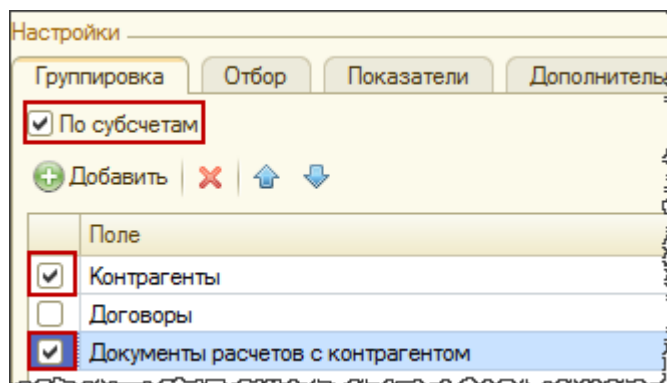 Настройки
Группировка Отбор Показатели Дополнитель
По субсчетам
Добавить
Поле
Контрагенты
Договоры
Документы расчетов с контрагентом